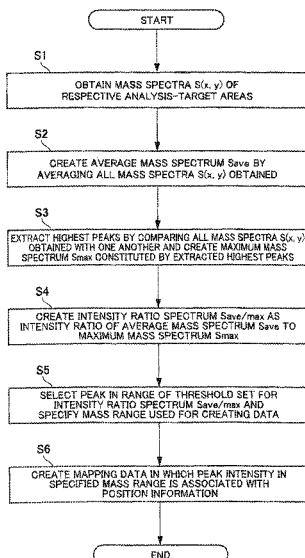 START
S1
OBTAIN MASS SPECTRA S(x, y) OF
RESPECTIVE ANALYSIS-TARGET AREAS
S2
CREATE AVERAGE MASS SPECTRUM Save BY
AVERAGING ALL MASS SPECTRA S(x, y) OBTAINED
S3
EXTRACT HIGHEST PEAKS BY COMPARING ALL MASS SPECTRA S(x, y)
OBTAINED WITH ONE ANOTHER AND CREATE MAXIMUM MASS
SPECTRUM Smax CONSTITUTED BY EXTRACTED HIGHEST PEAKS
S4
CREATE INTENSITY RATIO SPECTRUM Save/max AS
INTENSITY RATIO OF AVERAGE MASS SPECTRUM Save TO
MAXIMUM MASS SPECTRUM Smax
S5
SELECT PEAK IN RANGE OF THRESHOLD SET FOR
INTENSITY RATIO SPECTRUM Save/max AND
SPECIFY MASS RANGE USED FOR CREATING DATA
S6
CREATE MAPPING DATA IN WHICH PEAK INTENSITY IN
SPECIFIED MASS RANGE IS ASSOCIATED WITH
POSITION INFORMATION
END